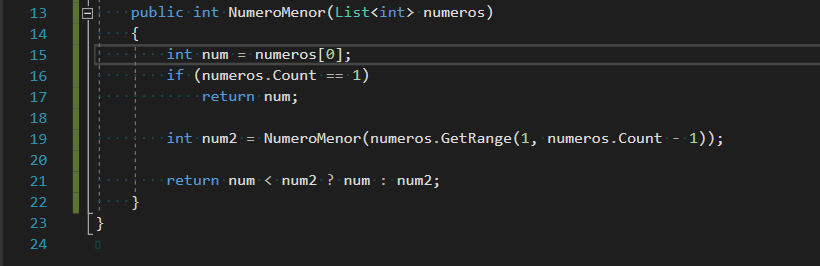 13 public int NumeroMenor(List<int> numeros)
14 {
15 int num = numeros[0];
16 if (numeros.Count == 1)
17 return num;
18
19 int num2 = NumeroMenor(numeros.GetRange(1, numeros.Count - 1));
20
21 return num < num2 ? num : num2;
22 }
23 }
24